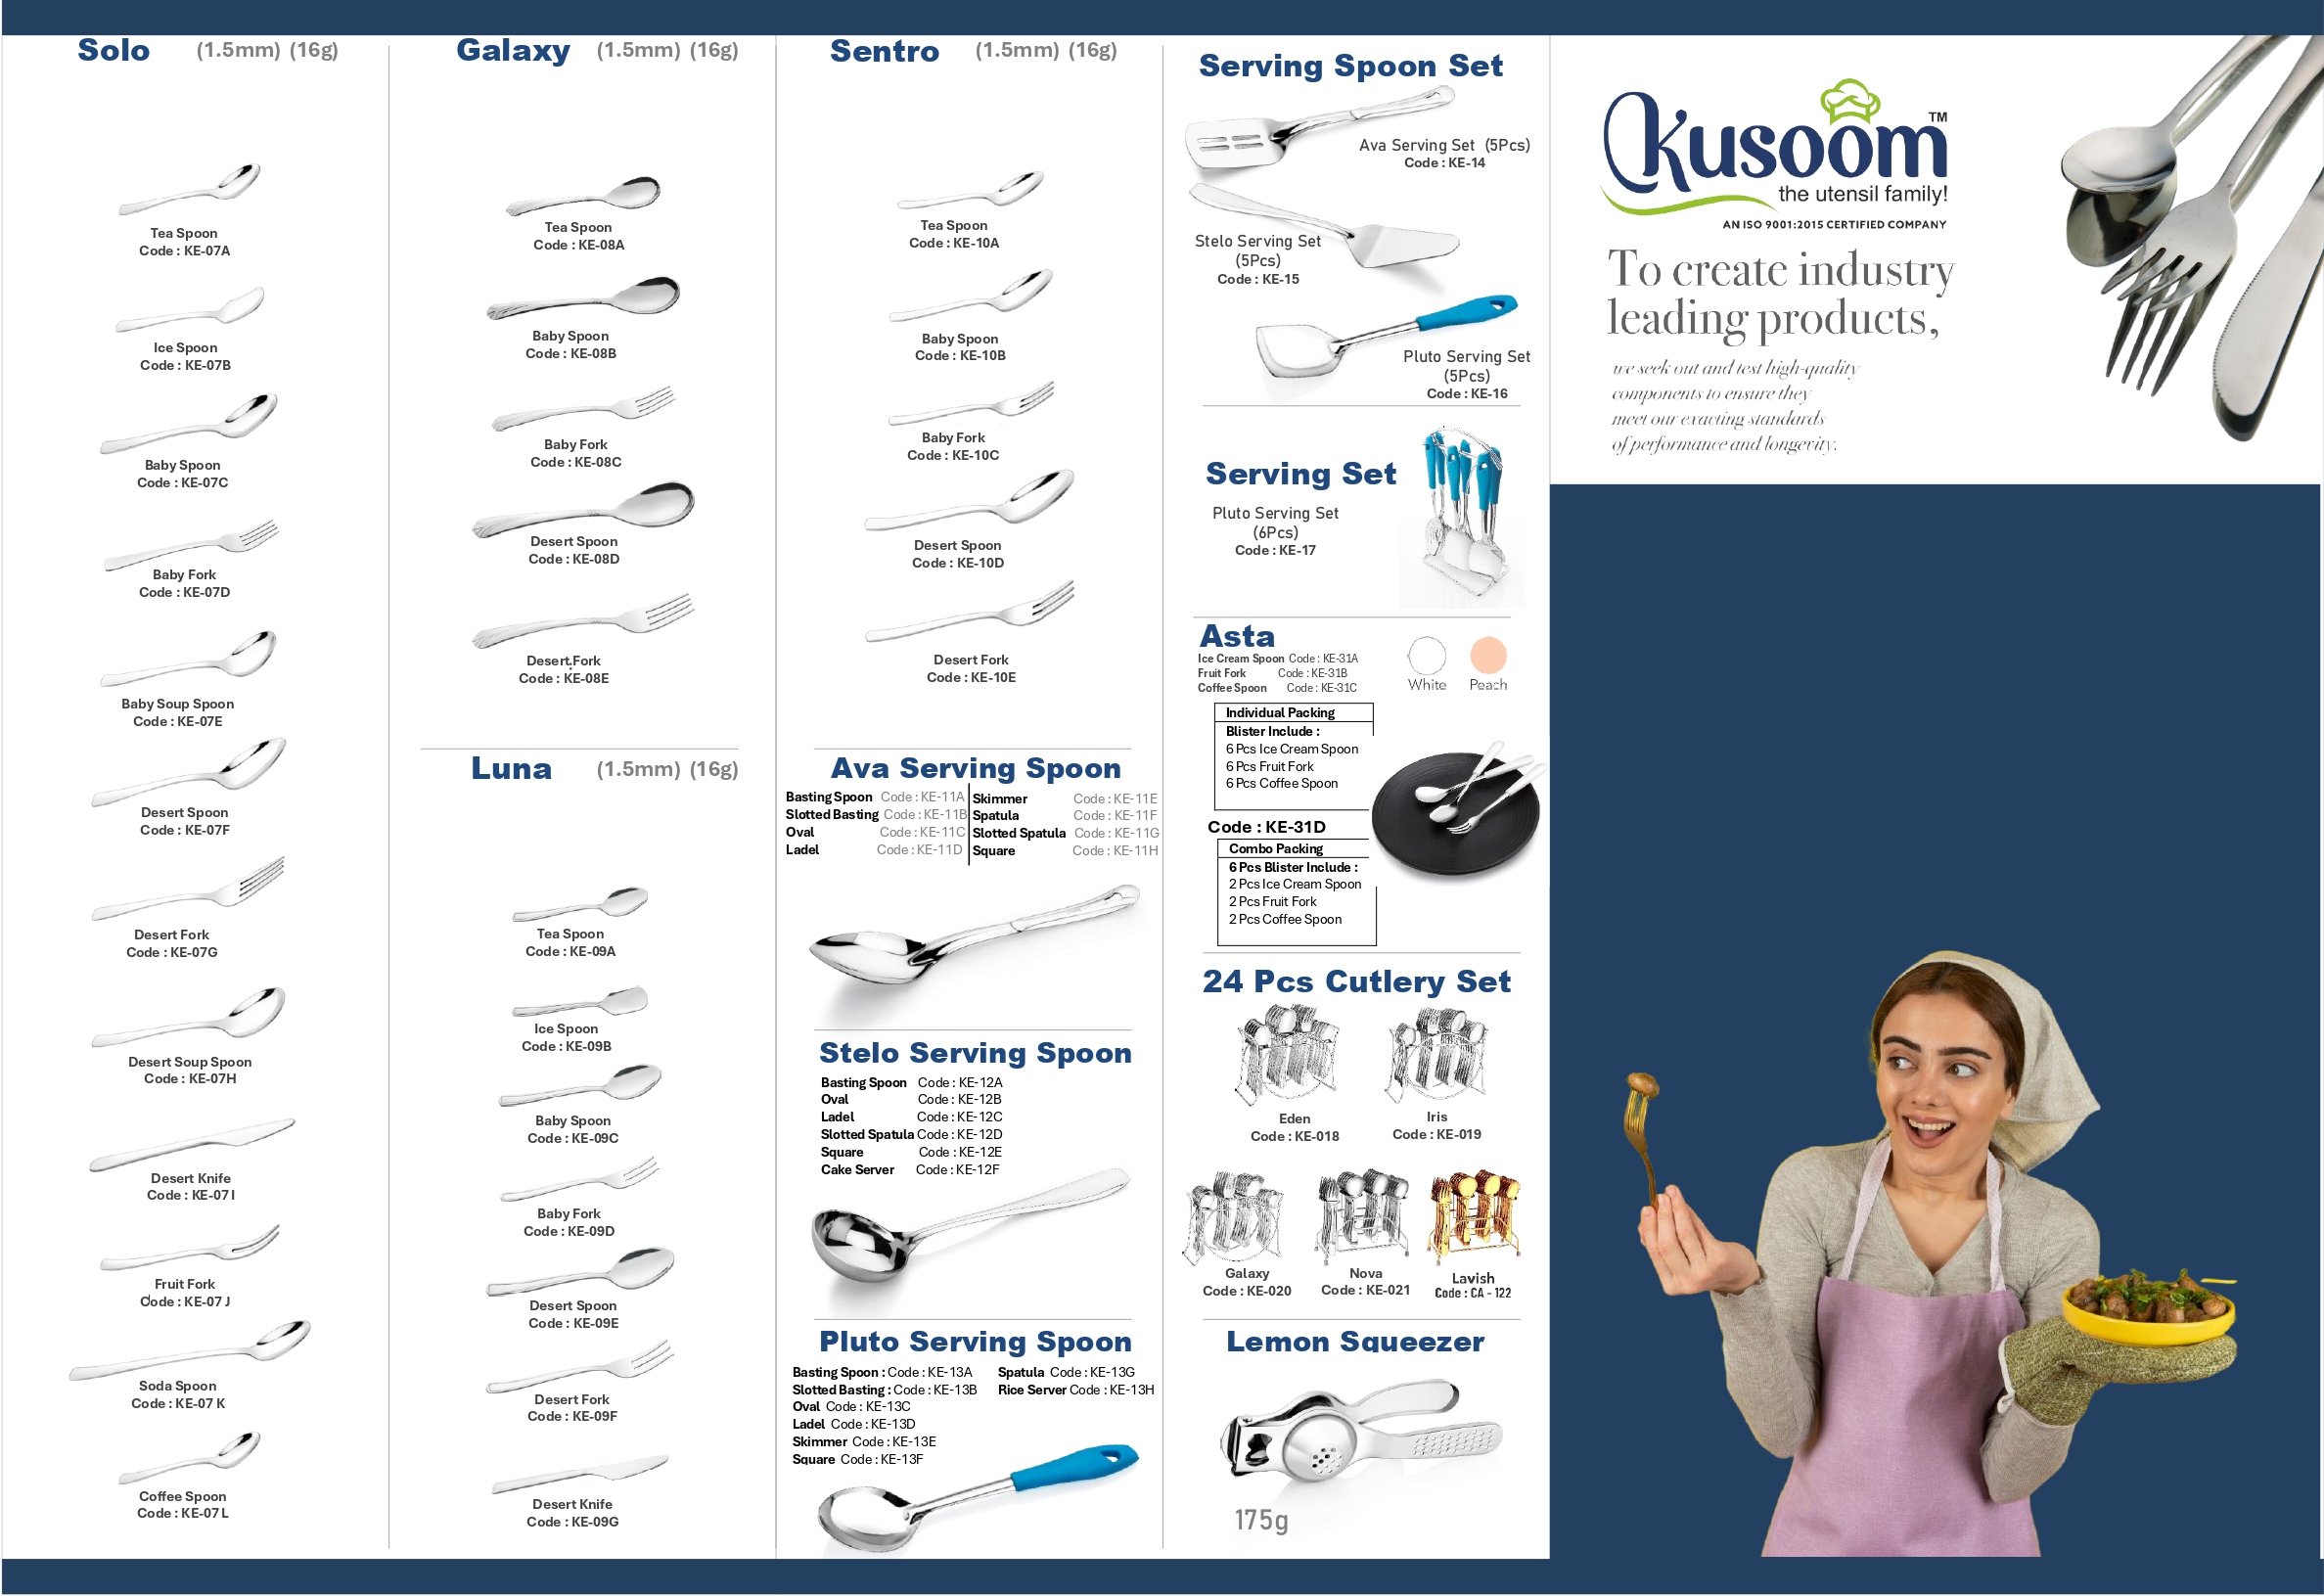 Solo (1.5mm) (16g)
Tea Spoon
Code : KE-07A
Ice Spoon
Code : KE-07B
Baby Spoon
Code : KE-07C
Baby Fork
Code : KE-07D
Baby Soup Spoon
Code : KE-07E
Desert Spoon
Code : KE-07F
Desert Fork
Code : KE-07G
Desert Soup Spoon
Code : KE-07H
Desert Knife
Code : KE-07 I
Fruit Fork
Code : KE-07 J
Soda Spoon
Code : KE-07 K
Coffee Spoon
Code : KE-07 L
Galaxy (1.5mm) (16g)
Tea Spoon
Code : KE-08A
Baby Spoon
Code : KE-08B
Baby Fork
Code : KE-08C
Desert Spoon
Code : KE-08D
Desert Fork
Code : KE-08E
Luna (1.5mm) (16g)
Tea Spoon
Code : KE-09A
Ice Spoon
Code : KE-09B
Baby Spoon
Code : KE-09C
Baby Fork
Code : KE-09D
Desert Spoon
Code : KE-09E
Desert Fork
Code : KE-09F
Desert Knife
Code : KE-09G
Sentro (1.5mm) (16g)
Tea Spoon
Code : KE-10A
Baby Spoon
Code : KE-10B
Baby Fork
Code : KE-10C
Desert Spoon
Code : KE-10D
Desert Fork
Code : KE-10E
Ava Serving Spoon
Basting Spoon Code : KE-11A
Slotted Basting Code : KE-11B
Oval Code : KE-11C
Ladel Code : KE-11D
Skimmer Code : KE-11E
Spatula Code : KE-11F
Slotted Spatula Code : KE-11G
Square Code : KE-11H
Stelo Serving Spoon
Basting Spoon Code : KE-12A
Oval Code : KE-12B
Ladel Code : KE-12C
Slotted Spatula Code : KE-12D
Square Code : KE-12E
Cake Server Code : KE-12F
Pluto Serving Spoon
Basting Spoon : Code : KE-13A
Slotted Basting : Code : KE-13B
Oval Code : KE-13C
Ladel Code : KE-13D
Skimmer Code : KE-13E
Square Code : KE-13F
Spatula Code : KE-13G
Rice Server Code : KE-13H
Serving Spoon Set
Ava Serving Set (5Pcs)
Code : KE-14
Stelo Serving Set
(5Pcs)
Code : KE-15
Pluto Serving Set
(5Pcs)
Code : KE-16
Serving Set
Pluto Serving Set
(6Pcs)
Code : KE-17
Asta
Ice Cream Spoon Code : KE-31A
Fruit Fork Code : KE-31B
Coffee Spoon Code : KE-31C
White Peach
Individual Packing
Blister Include :
6 Pcs Ice Cream Spoon
6 Pcs Fruit Fork
6 Pcs Coffee Spoon
Code : KE-31D
Combo Packing
6 Pcs Blister Include :
2 Pcs Ice Cream Spoon
2 Pcs Fruit Fork
2 Pcs Coffee Spoon
24 Pcs Cutlery Set
Eden
Code : KE-018
Iris
Code : KE-019
Galaxy
Code : KE-020
Nova
Code : KE-021
Lavish
Code : CA - 122
Lemon Squeezer
175g
Kusoom TM
the utensil family!
AN ISO 9001:2015 CERTIFIED COMPANY
To create industry
leading products,
we seek out and test high-quality
components to ensure they
meet our exacting standards
of performance and longevity.